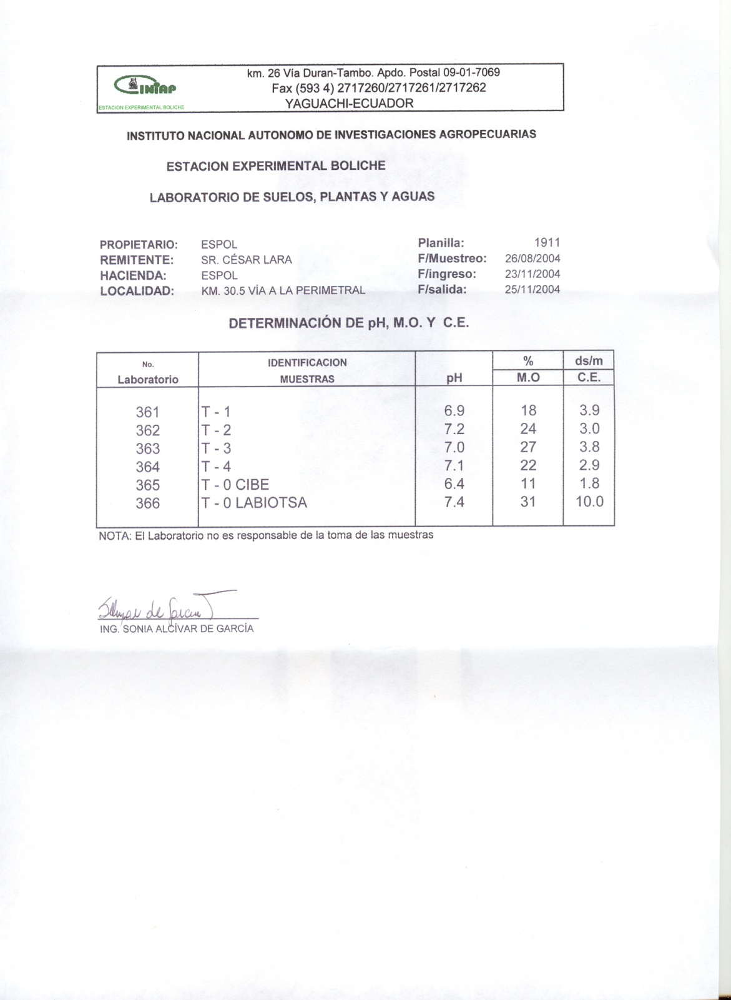 km. 26 Vía Duran-Tambo. Apdo. Postal 09-01-7069
INIAP
Fax (593 4) 2717260/2717261/2717262
ESTACION EXPERIMENTAL BOLICHE
YAGUACHI-ECUADOR
INSTITUTO NACIONAL AUTONOMO DE INVESTIGACIONES AGROPECUARIAS
ESTACION EXPERIMENTAL BOLICHE
LABORATORIO DE SUELOS, PLANTAS Y AGUAS
PROPIETARIO: ESPOL Planilla: 1911
REMITENTE: SR. CÉSAR LARA F/Muestreo: 26/08/2004
HACIENDA: ESPOL F/ingreso: 23/11/2004
LOCALIDAD: KM. 30.5 VÍA A LA PERIMETRAL F/salida: 25/11/2004
DETERMINACIÓN DE pH, M.O. Y C.E.
No. IDENTIFICACION % ds/m
Laboratorio MUESTRAS pH M.O C.E.
361 T - 1 6.9 18 3.9
362 T - 2 7.2 24 3.0
363 T - 3 7.0 27 3.8
364 T - 4 7.1 22 2.9
365 T - 0 CIBE 6.4 11 1.8
366 T - 0 LABIOTSA 7.4 31 10.0
NOTA: El Laboratorio no es responsable de la toma de las muestras
de
ING. SONIA ALCÍVAR DE GARCÍA